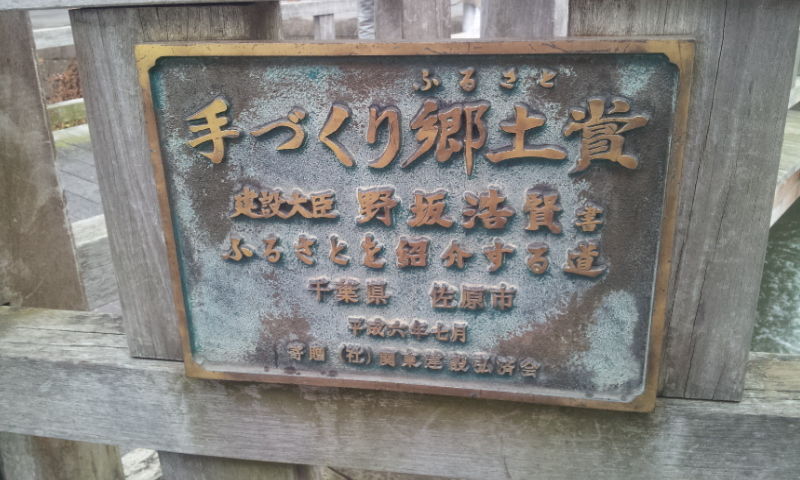 ふるさと
手づくり郷土賞
建設大臣 野坂浩賢 書
ふるさとを紹介する道
千葉県 佐原市
平成六年七月
寄贈 (社)関東建設弘済会